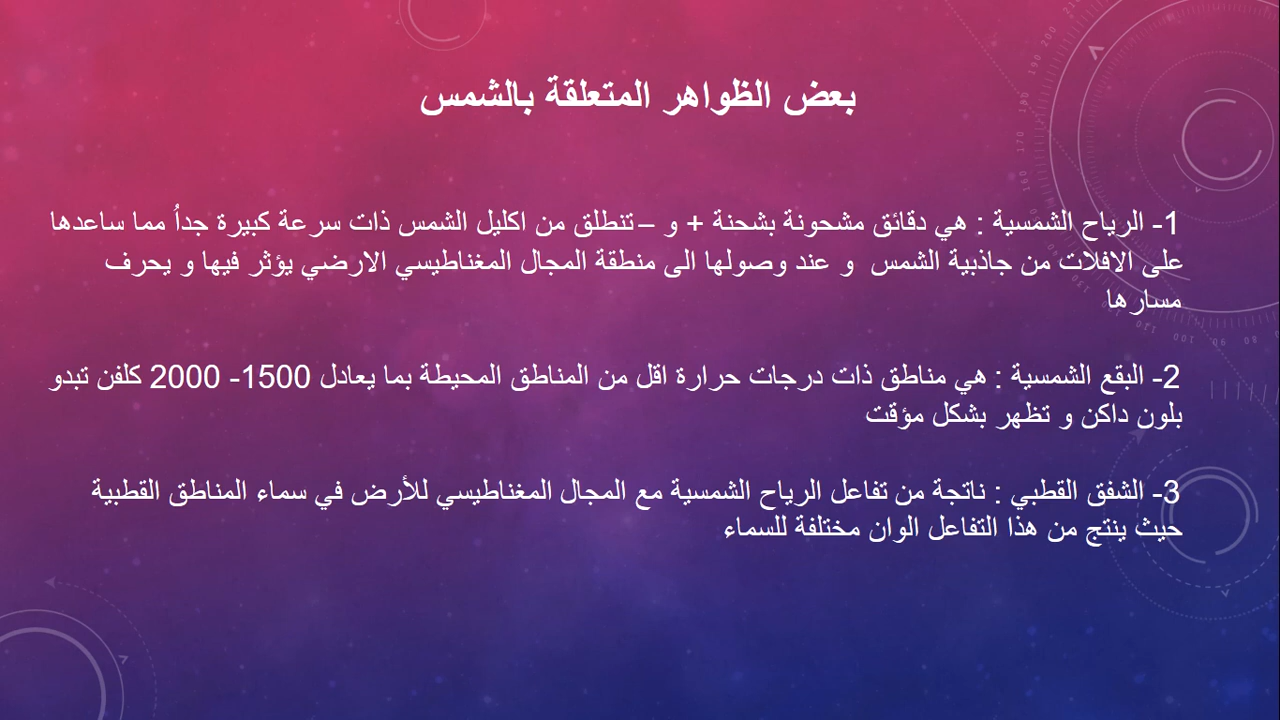 بعض الظواهر المتعلقة بالشمس
1- الرياح الشمسية : هي دقائق مشحونة بشحنة + و – تنطلق من اكليل الشمس ذات سرعة كبيرة جداُ مما ساعدها
على الافلات من جاذبية الشمس و عند وصولها الى منطقة المجال المغناطيسي الارضي يؤثر فيها و يحرف
مسارها
2- البقع الشمسية : هي مناطق ذات درجات حرارة اقل من المناطق المحيطة بما يعادل 1500- 2000 كلفن تبدو
بلون داكن و تظهر بشكل مؤقت
3- الشفق القطبي : ناتجة من تفاعل الرياح الشمسية مع المجال المغناطيسي للأرض في سماء المناطق القطبية
حيث ينتج من هذا التفاعل الوان مختلفة للسماء